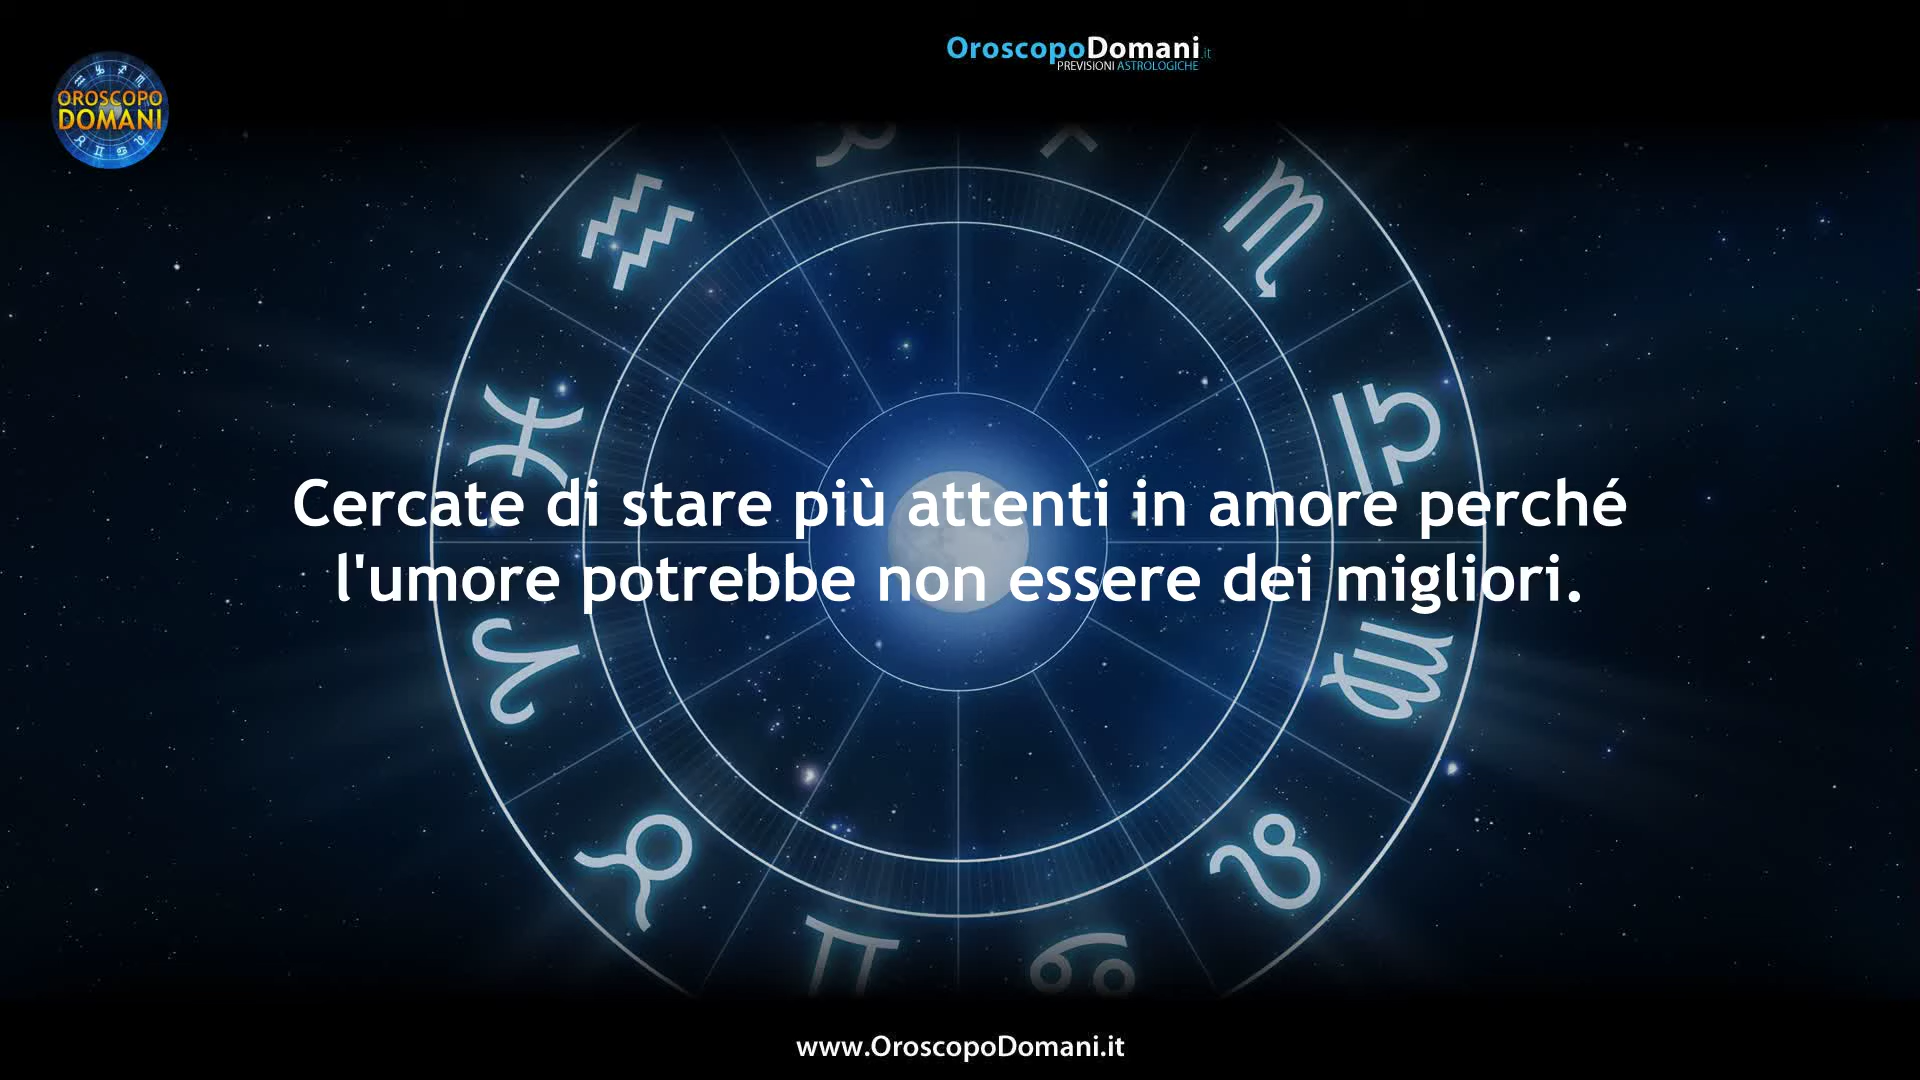 OroscopoDomani.it
PREVISIONI ASTROLOGICHE
OROSCOPO
DOMANI
Cercate di stare più attenti in amore perché
l'umore potrebbe non essere dei migliori.
www.OroscopoDomani.it